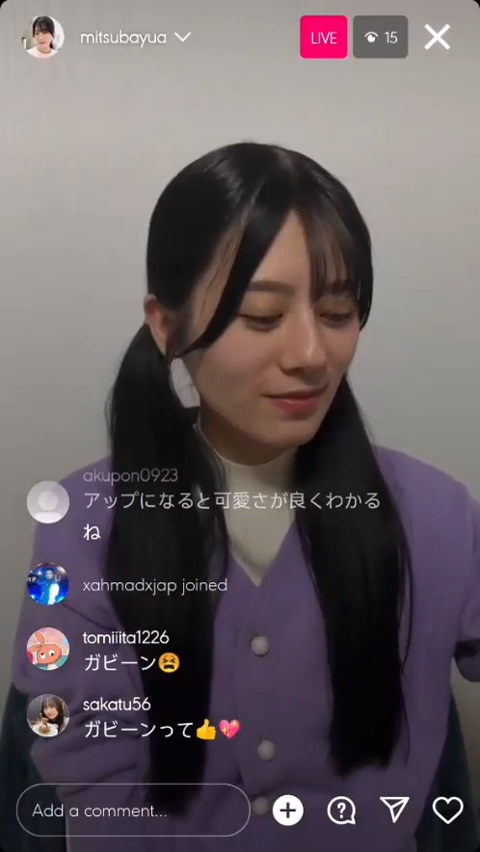 mitsubayua
LIVE
15
akupon0923
アップになると可愛さが良くわかる
ね
xahmadxjap joined
tomiiita1226
ガビーン😫
sakatu56
ガビーンって👍💖
Add a comment...